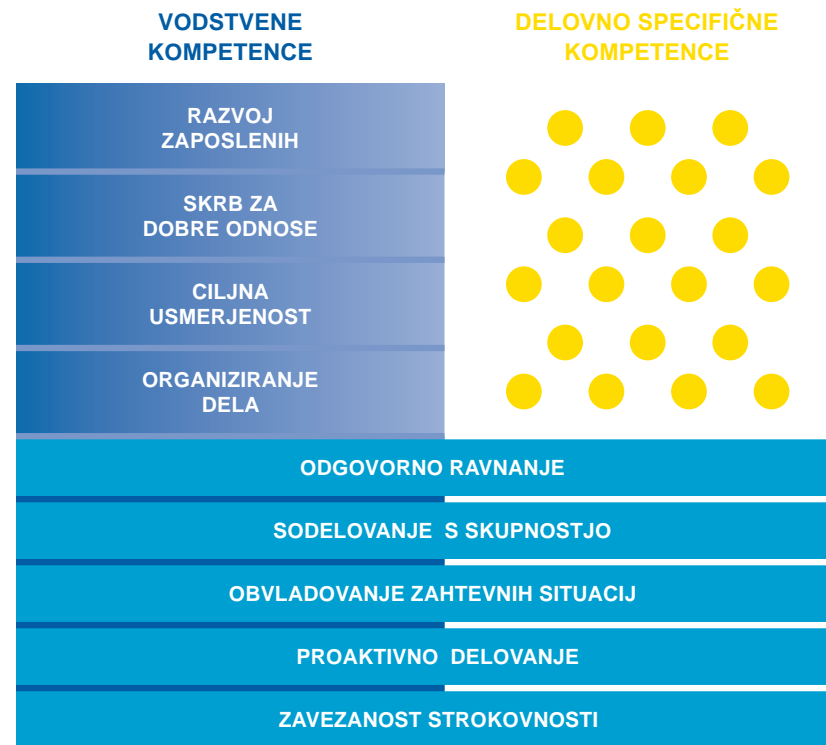 VODSTVENE
KOMPETENCE
DELOVNO SPECIFIČNE
KOMPETENCE
RAZVOJ
ZAPOSLENIH
SKRB ZA
DOBRE ODNOSE
CILJNA
USMERJENOST
ORGANIZIRANJE
DELA
ODGOVORNO RAVNANJE
SODELOVANJE S SKUPNOSTJO
OBVLADOVANJE ZAHTEVNIH SITUACIJ
PROAKTIVNO DELOVANJE
ZAVEZANOST STROKOVNOSTI